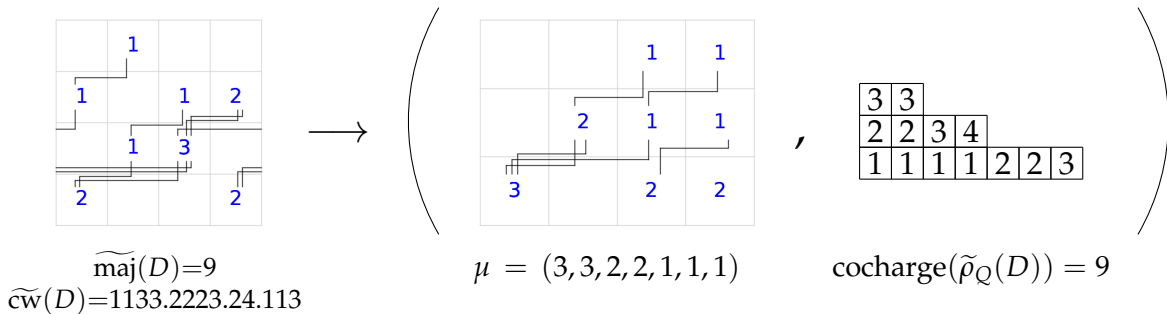 1
1 1 2
1 3
2 2
⟶
(
1 1
2 1 1
3 2 2
,
3 3
2 2 3 4
1 1 1 1 2 2 3
)
m͠aj(D)=9
c͠w(D)=1133.2223.24.113
μ = (3, 3, 2, 2, 1, 1, 1)
cocharge(ρ̃_Q(D)) = 9